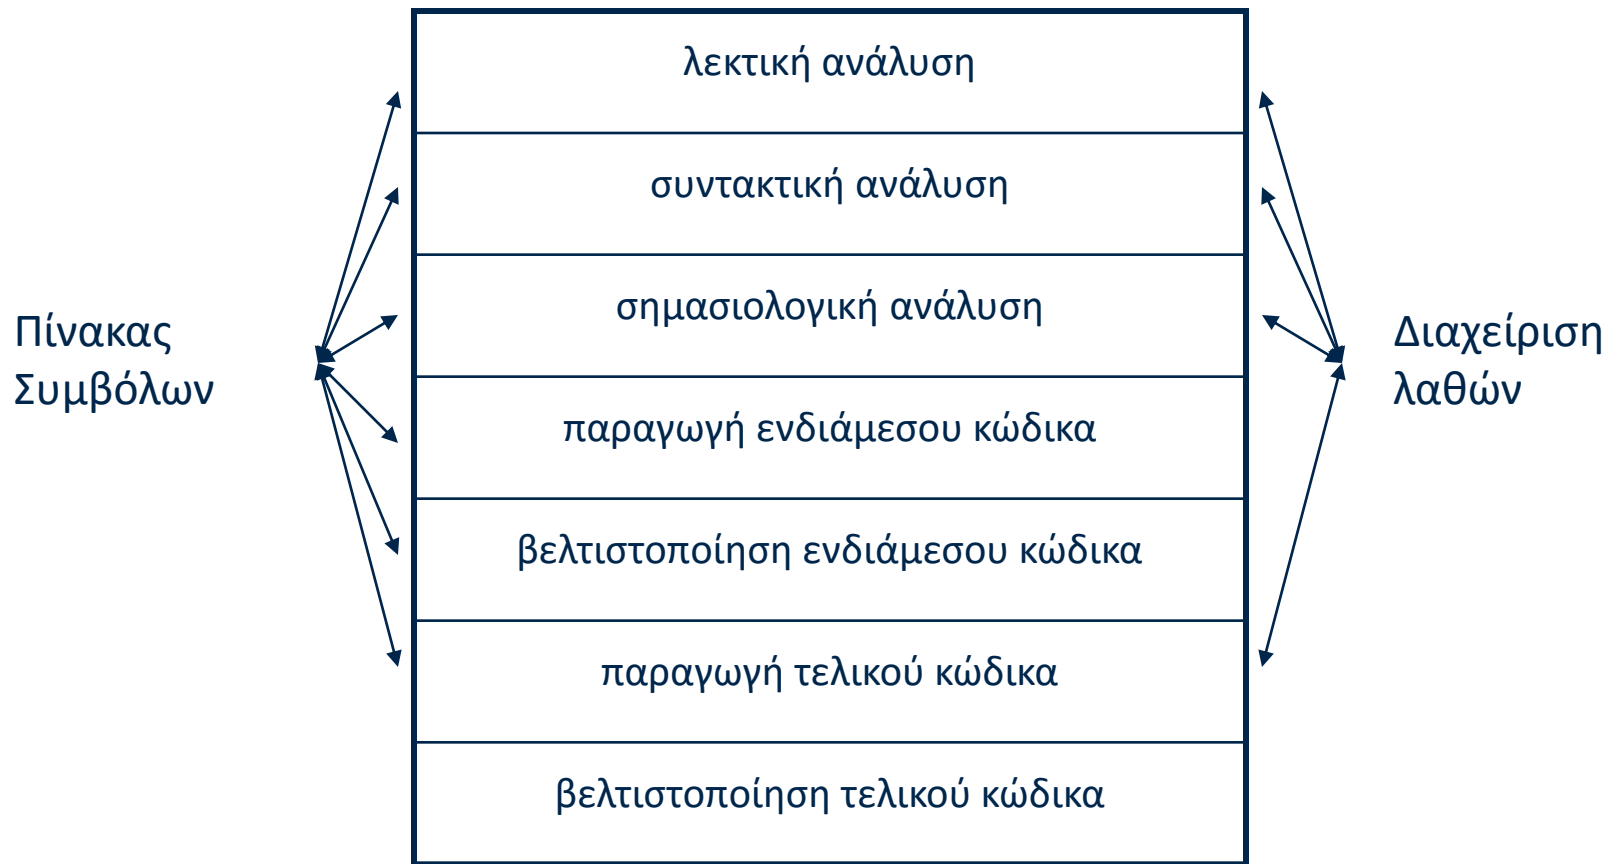 λεκτική ανάλυση
συντακτική ανάλυση
σημασιολογική ανάλυση
Πίνακας
Συμβόλων
Διαχείριση
λαθών
παραγωγή ενδιάμεσου κώδικα
βελτιστοποίηση ενδιάμεσου κώδικα
παραγωγή τελικού κώδικα
βελτιστοποίηση τελικού κώδικα